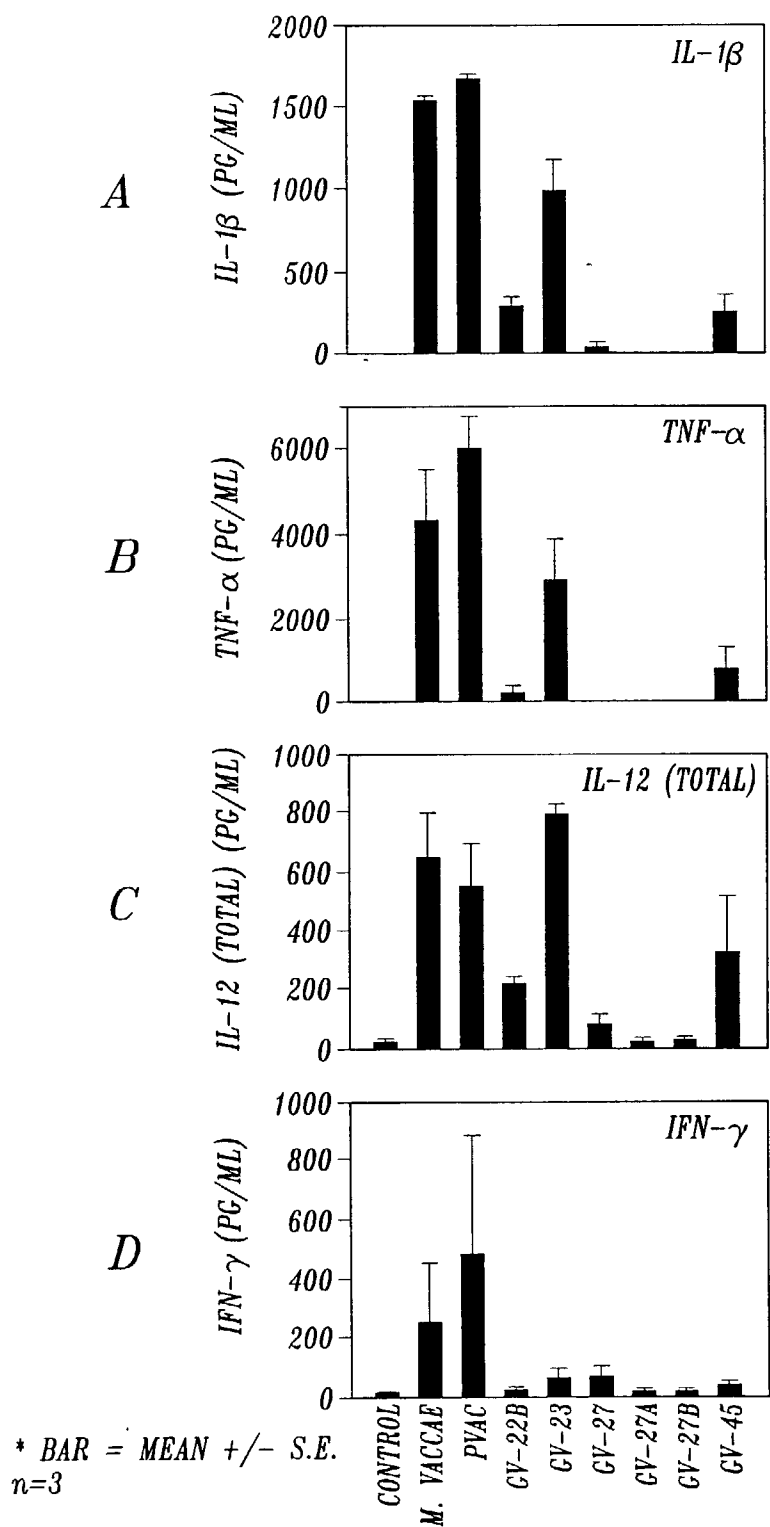 A
IL-1β (PG/ML)
2000
1500
1000
500
0
IL-1β
B
TNF-α (PG/ML)
6000
4000
2000
0
TNF-α
C
IL-12 (TOTAL) (PG/ML)
1000
800
600
400
200
0
IL-12 (TOTAL)
D
IFN-γ (PG/ML)
1000
800
600
400
200
0
IFN-γ
CONTROL
M. VACCAE
PVAC
GV-22B
GV-23
GV-27
GV-27A
GV-27B
GV-45
* BAR = MEAN +/- S.E.
n=3